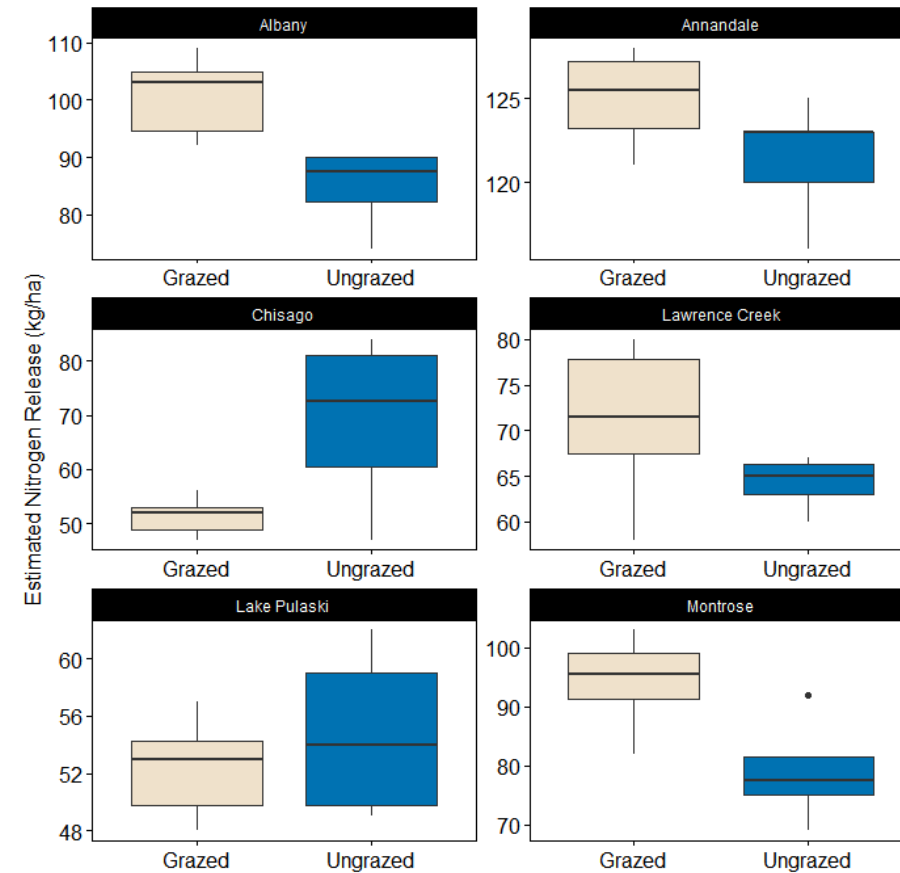 Estimated Nitrogen Release (kg/ha)
Albany
110
100
90
80
Grazed Ungrazed
Annandale
125
120
Grazed Ungrazed
Chisago
80
70
60
50
Grazed Ungrazed
Lawrence Creek
80
75
70
65
60
Grazed Ungrazed
Lake Pulaski
60
56
52
48
Grazed Ungrazed
Montrose
100
90
80
70
Grazed Ungrazed